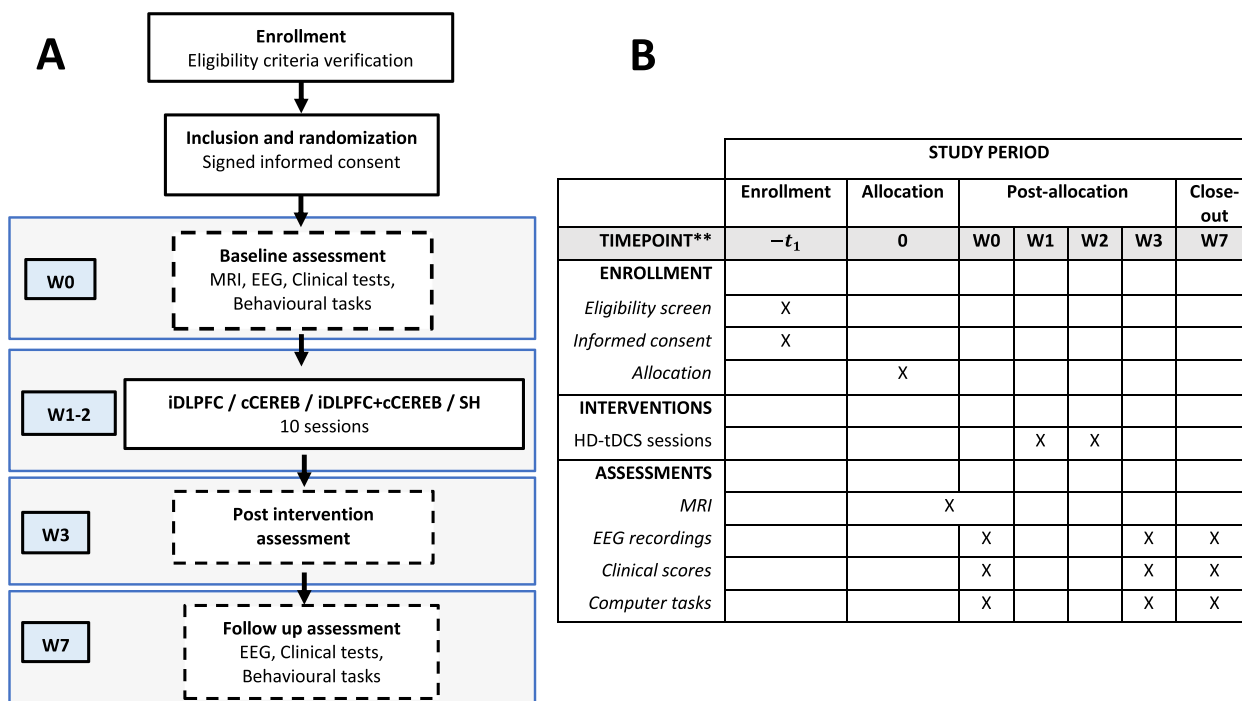 A
Enrollment
Eligibility criteria verification
Inclusion and randomization
Signed informed consent
W0
Baseline assessment
MRI, EEG, Clinical tests,
Behavioural tasks
W1-2
iDLPFC / cCEREB / iDLPFC+cCEREB / SH
10 sessions
W3
Post intervention
assessment
W7
Follow up assessment
EEG, Clinical tests,
Behavioural tasks
B
STUDY PERIOD
Enrollment Allocation Post-allocation Close-
out
TIMEPOINT** −t₁ 0 W0 W1 W2 W3 W7
ENROLLMENT
Eligibility screen X
Informed consent X
Allocation X
INTERVENTIONS
HD-tDCS sessions X X
ASSESSMENTS
MRI X
EEG recordings X X X
Clinical scores X X X
Computer tasks X X X